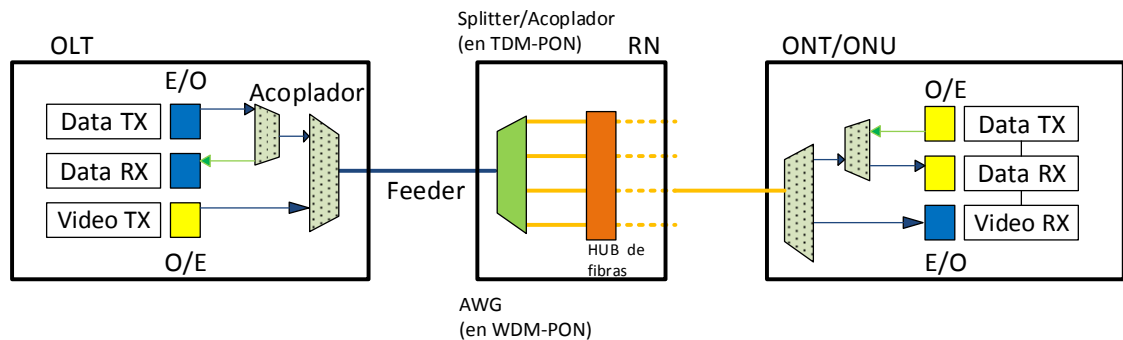 OLT
E/O
Acoplador
Data TX
Data RX
Video TX
O/E
Feeder
Splitter/Acoplador
(en TDM-PON)
RN
HUB de
fibras
AWG
(en WDM-PON)
ONT/ONU
O/E
Data TX
Data RX
Video RX
E/O